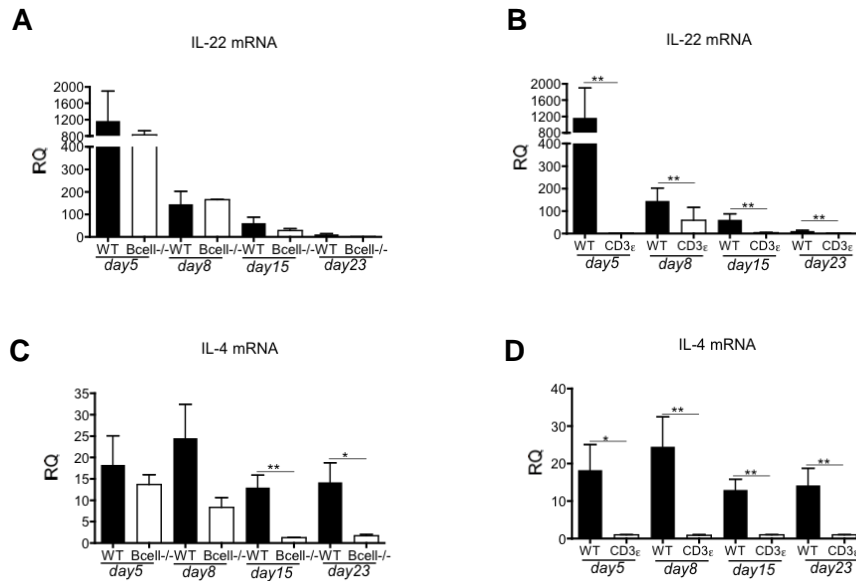 A
IL-22 mRNA
RQ
2000
1600
1200
800
400
300
200
100
0
WT Bcell-/- WT Bcell-/- WT Bcell-/- WT Bcell-/-
day5 day8 day15 day23
B
IL-22 mRNA
RQ
2000
1600
1200
800
400
300
200
100
0
** ** ** **
WT CD3ε WT CD3ε WT CD3ε WT CD3ε
day5 day8 day15 day23
C
IL-4 mRNA
RQ
35
30
25
20
15
10
5
0
** *
WT Bcell-/- WT Bcell-/- WT Bcell-/- WT Bcell-/-
day5 day8 day15 day23
D
IL-4 mRNA
RQ
40
30
20
10
0
* ** ** **
WT CD3ε WT CD3ε WT CD3ε WT CD3ε
day5 day8 day15 day23